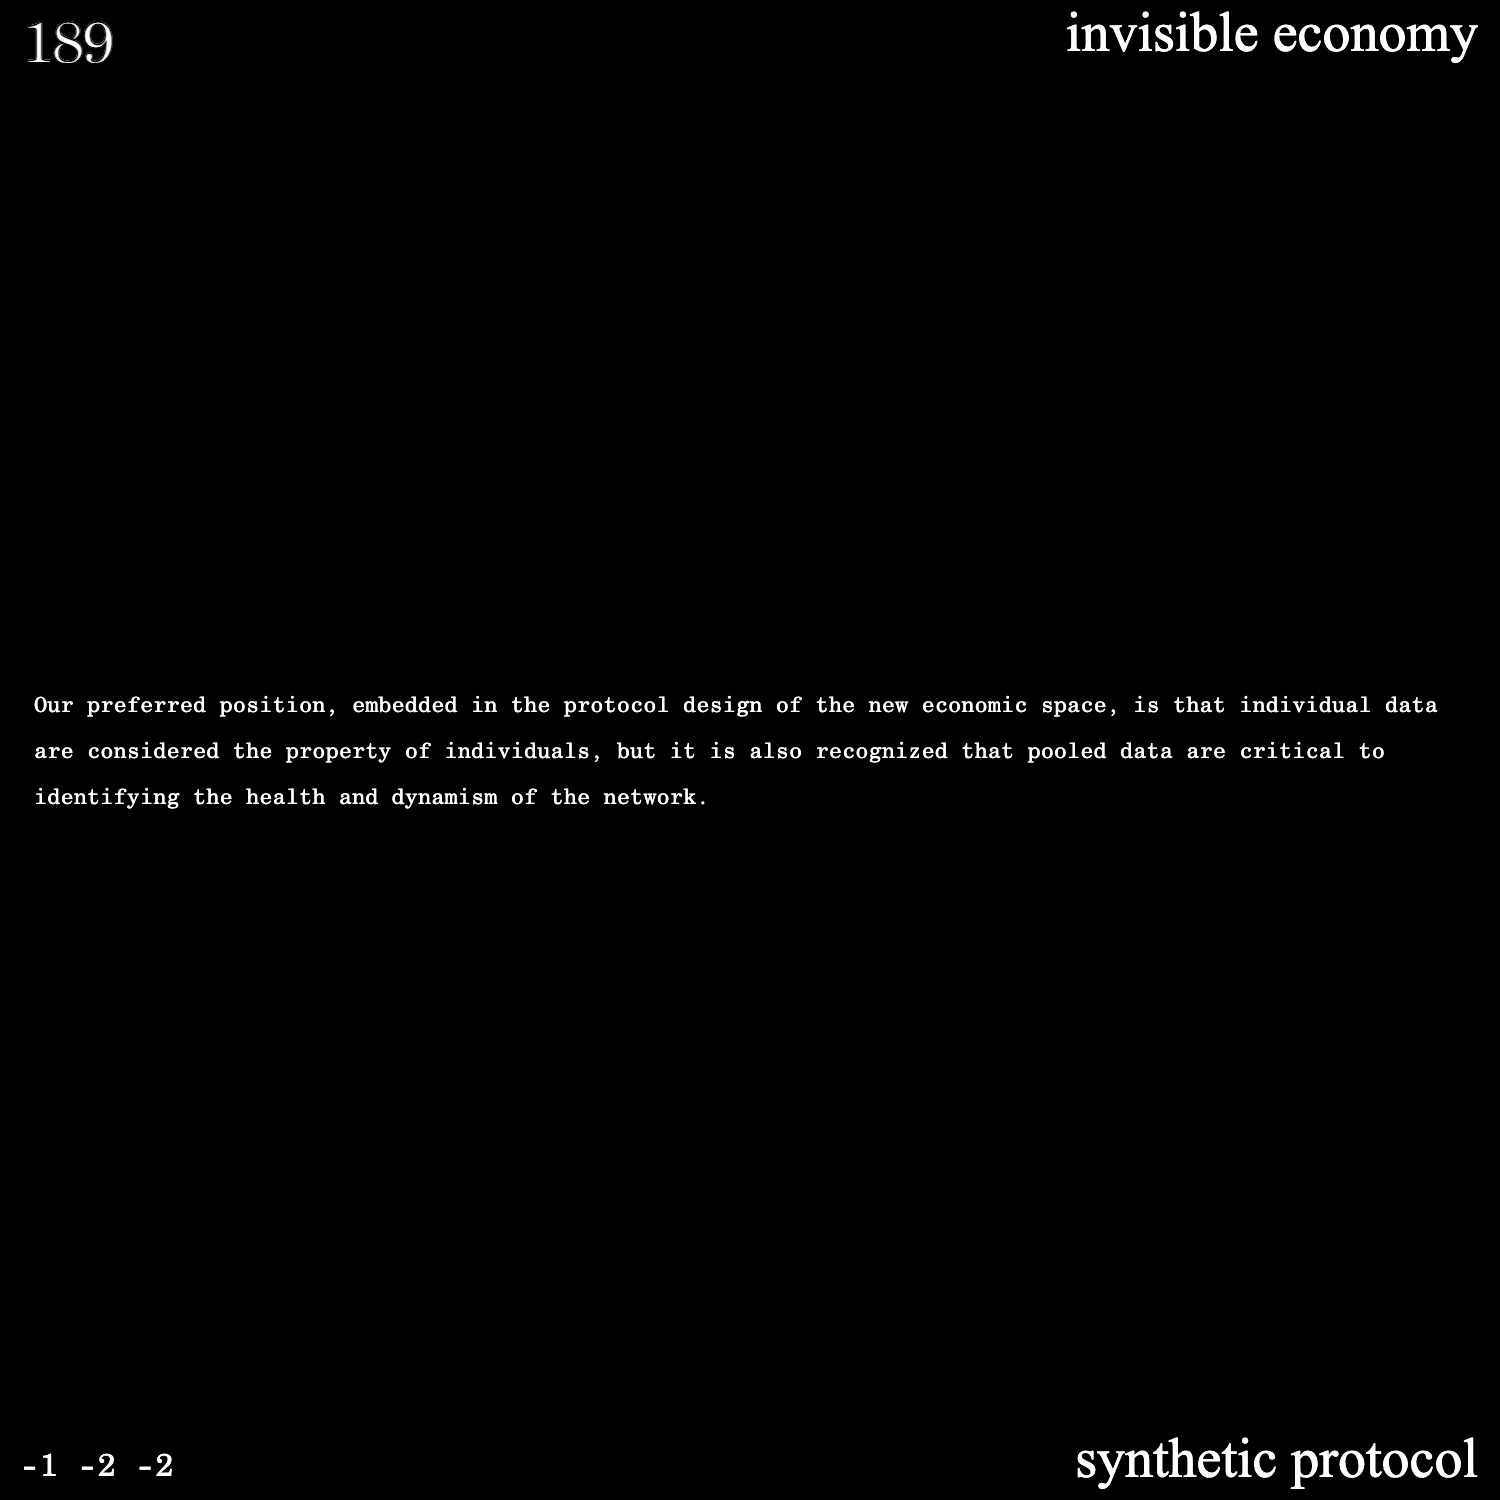 189
invisible economy
Our preferred position, embedded in the protocol design of the new economic space, is that individual data
are considered the property of individuals, but it is also recognized that pooled data are critical to
identifying the health and dynamism of the network.
-1 -2 -2
synthetic protocol